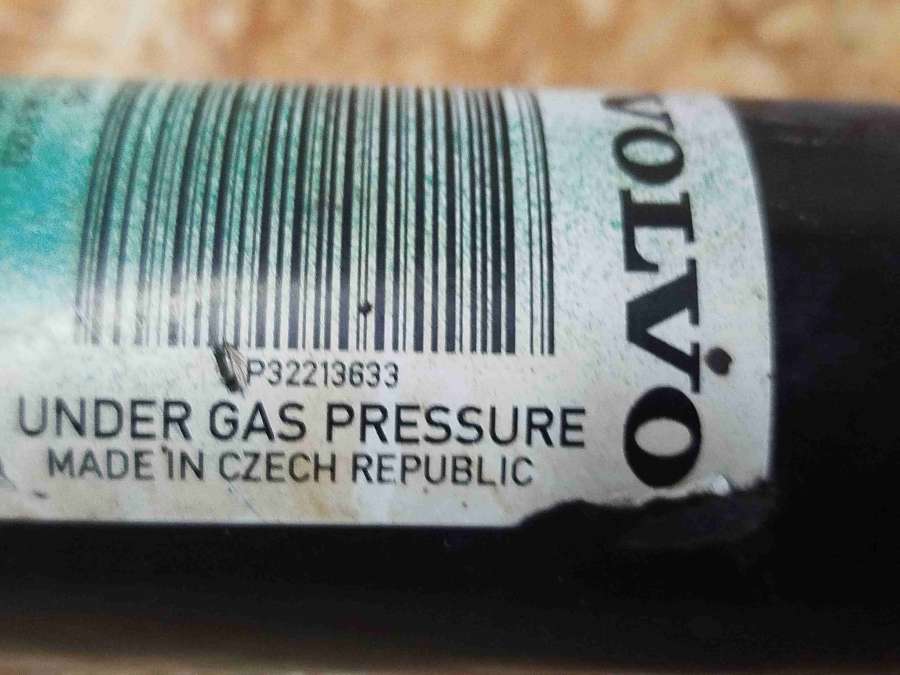 P32213633
UNDER GAS PRESSURE
MADE IN CZECH REPUBLIC
VOLVO